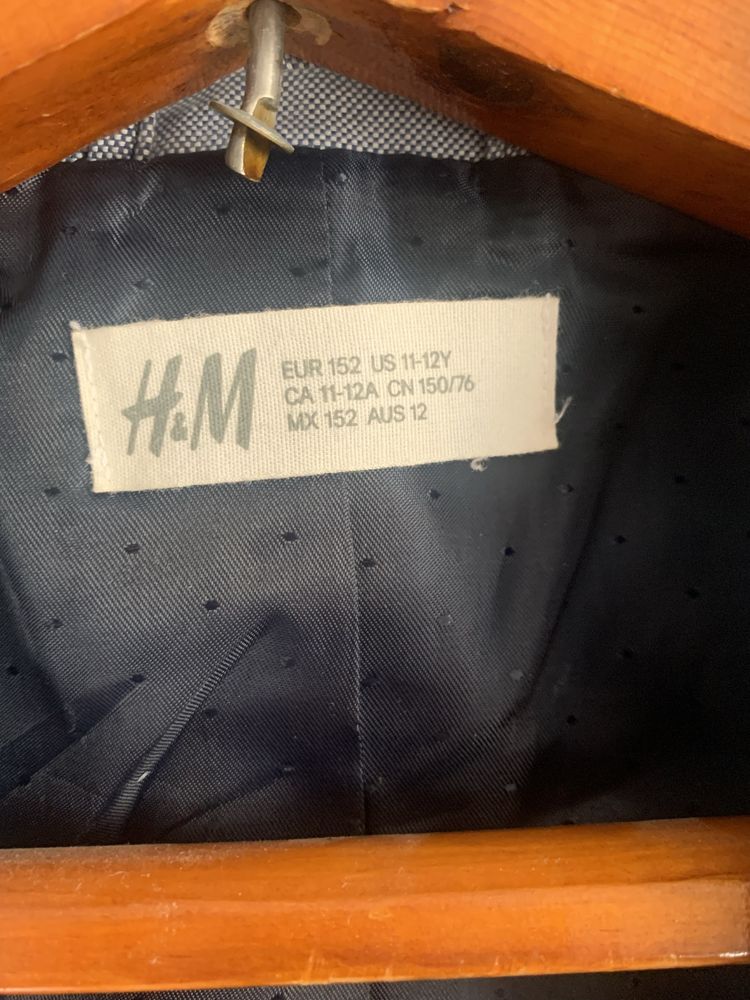 H&M
EUR 152 US 11-12Y
CA 11-12A CN 150/76
MX 152 AUS 12